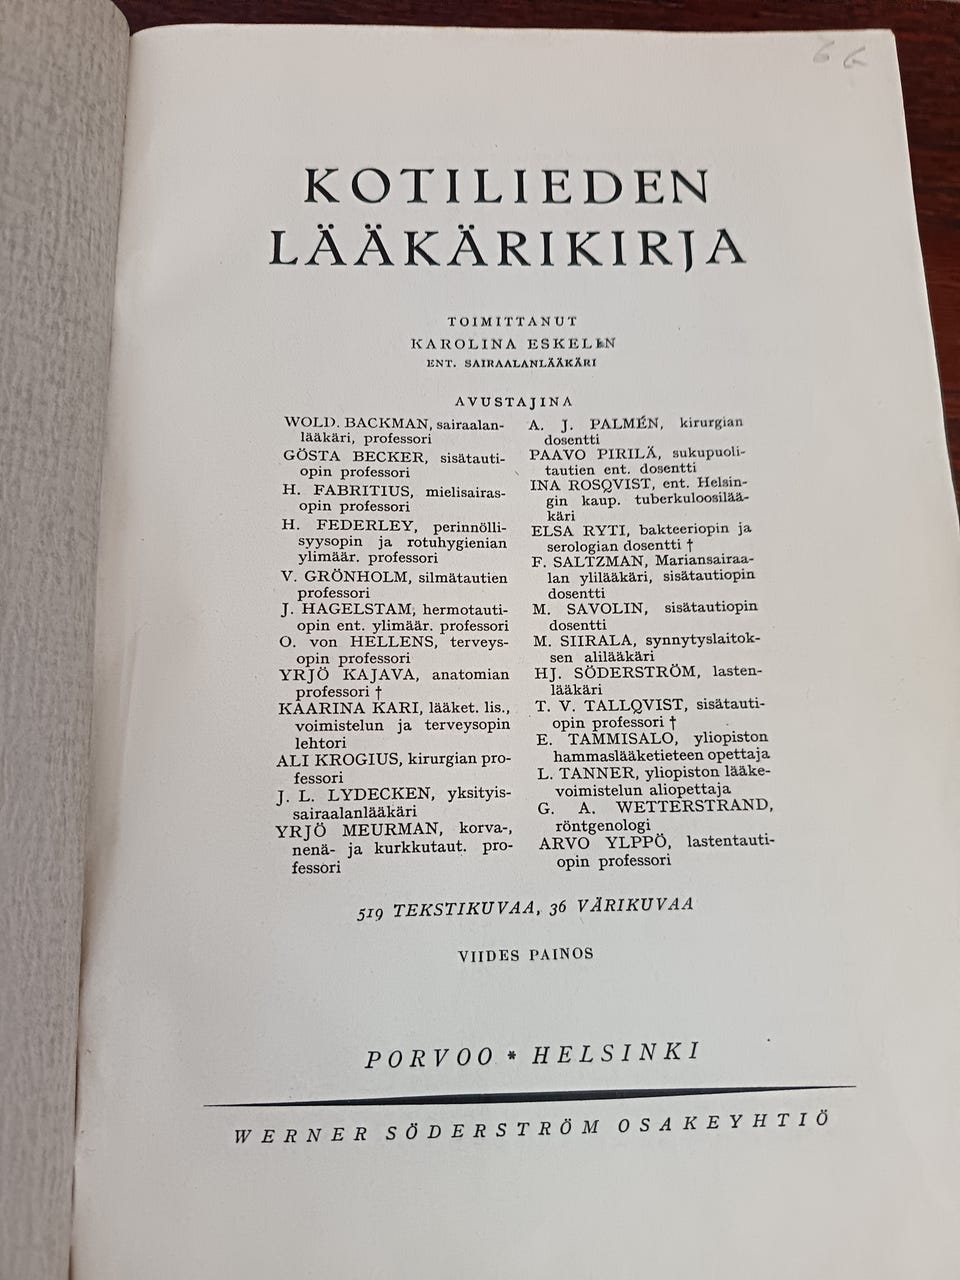 6 6
KOTILIEDEN
LÄÄKÄRIKIRJA
TOIMITTANUT
KAROLINA ESKELIN
ENT. SAIRAALANLÄÄKÄRI
AVUSTAJINA
WOLD. BACKMAN, sairaalan-
lääkäri, professori
GÖSTA BECKER, sisätauti-
opin professori
H. FABRITIUS, mielisairas-
opin professori
H. FEDERLEY, perinnölli-
syysopin ja rotuhygienian
ylimäär. professori
V. GRÖNHOLM, silmätautien
professori
J. HAGELSTAM, hermotauti-
opin ent. ylimäär. professori
O. von HELLENS, terveys-
opin professori
YRJÖ KAJAVA, anatomian
professori †
KAARINA KARI, lääket. lis.,
voimistelun ja terveysopin
lehtori
ALI KROGIUS, kirurgian pro-
fessori
J. L. LYDECKEN, yksityis-
sairaalanlääkäri
YRJÖ MEURMAN, korva-,
nenä- ja kurkkutaut. pro-
fessori
A. J. PALMÉN, kirurgian
dosentti
PAAVO PIRILÄ, sukupuoli-
tautien ent. dosentti
INA ROSQVIST, ent. Helsin-
gin kaup. tuberkuloosilää-
käri
ELSA RYTI, bakteeriopin ja
serologian dosentti †
F. SALTZMAN, Mariansairaa-
lan ylilääkäri, sisätautiopin
dosentti
M. SAVOLIN, sisätautiopin
dosentti
M. SIIRALA, synnytyslaitok-
sen alilääkäri
HJ. SÖDERSTRÖM, lasten-
lääkäri
T. V. TALLQVIST, sisätauti-
opin professori †
E. TAMMISALO, yliopiston
hammaslääketieteen opettaja
L. TANNER, yliopiston lääke-
voimistelun aliopettaja
G. A. WETTERSTRAND,
röntgenologi
ARVO YLPPÖ, lastentauti-
opin professori
519 TEKSTIKUVAA, 36 VÄRIKUVAA
VIIDES PAINOS
PORVOO * HELSINKI
WERNER SÖDERSTRÖM OSAKEYHTIÖ